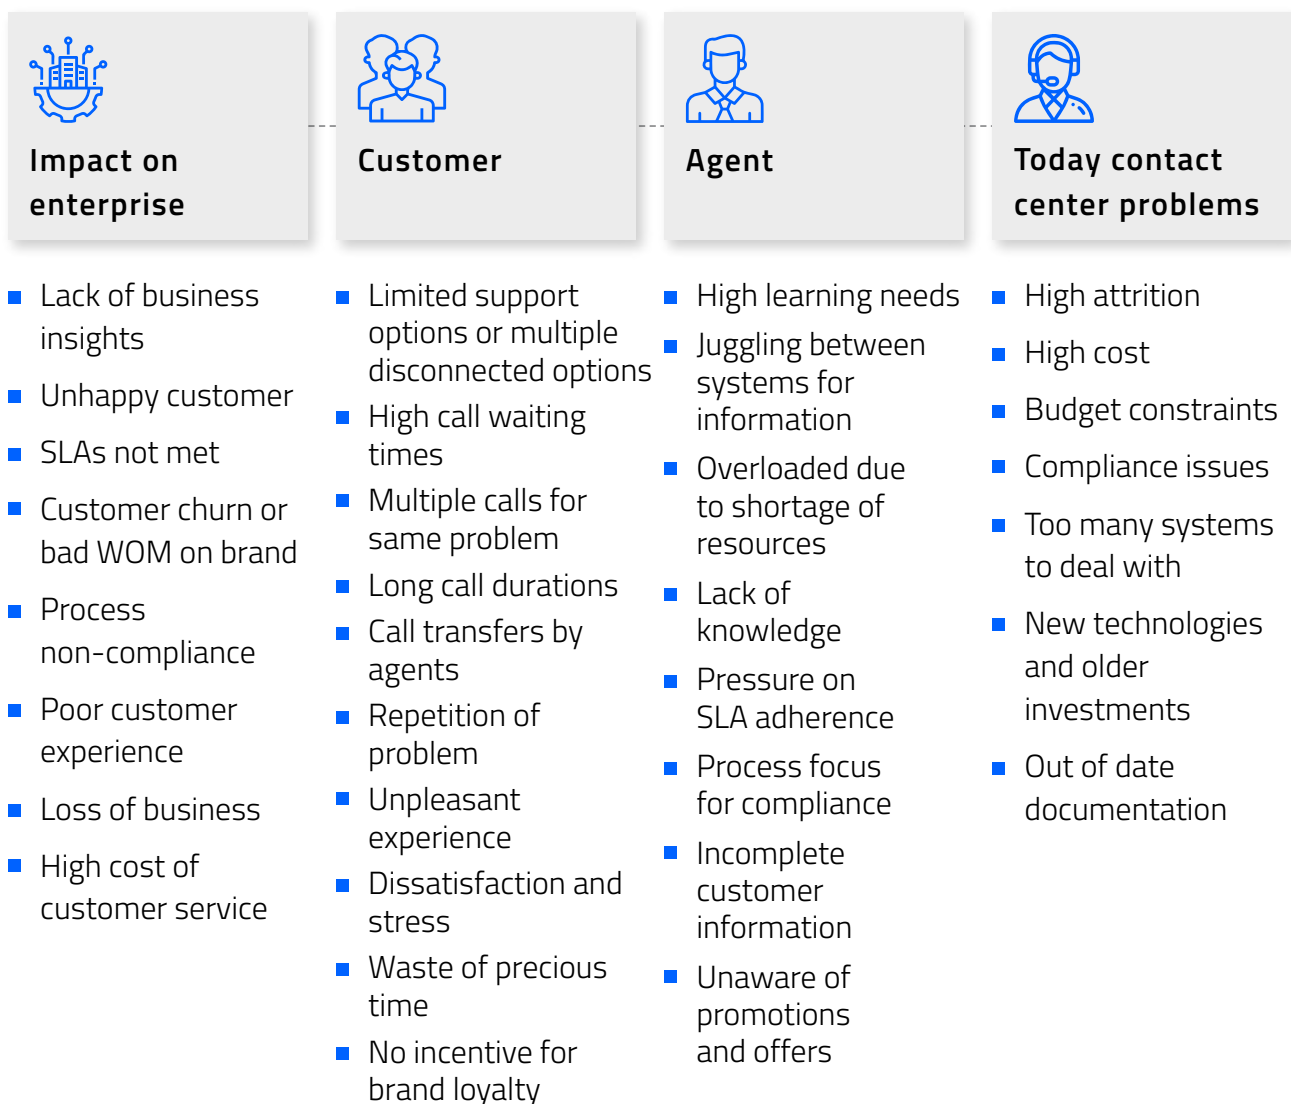 Impact on
enterprise
Lack of business
insights
Unhappy customer
SLAs not met
Customer churn or
bad WOM on brand
Process
non-compliance
Poor customer
experience
Loss of business
High cost of
customer service
Customer
Limited support
options or multiple
disconnected options
High call waiting
times
Multiple calls for
same problem
Long call durations
Call transfers by
agents
Repetition of
problem
Unpleasant
experience
Dissatisfaction and
stress
Waste of precious
time
No incentive for
brand loyalty
Agent
High learning needs
Juggling between
systems for
information
Overloaded due
to shortage of
resources
Lack of
knowledge
Pressure on
SLA adherence
Process focus
for compliance
Incomplete
customer
information
Unaware of
promotions
and offers
Today contact
center problems
High attrition
High cost
Budget constraints
Compliance issues
Too many systems
to deal with
New technologies
and older
investments
Out of date
documentation